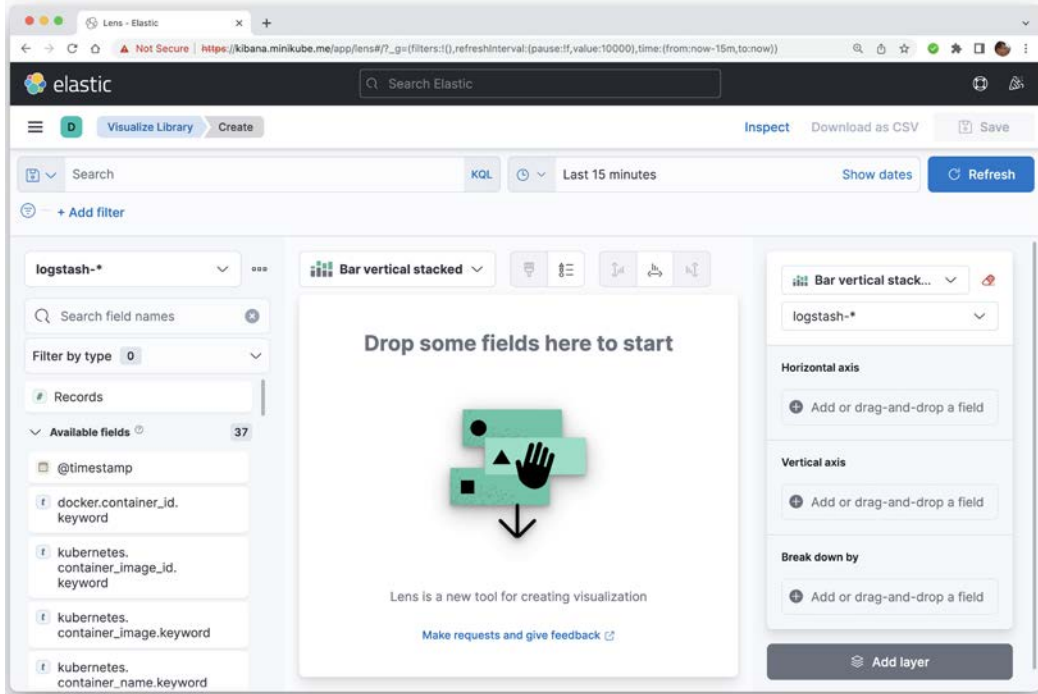 Lens - Elastic
Not Secure | https://kibana.minikube.me/app/lens#/?_g=(filters:!(),refreshInterval:(pause:!f,value:10000),time:(from:now-15m,to:now))
elastic
Search Elastic
D
Visualize Library
Create
Inspect
Download as CSV
Save
Search
KQL
Last 15 minutes
Show dates
Refresh
+ Add filter
logstash-*
Search field names
Filter by type 0
# Records
Available fields
37
@timestamp
t docker.container_id.
keyword
t kubernetes.
container_image_id.
keyword
t kubernetes.
container_image.keyword
t kubernetes.
container_name.keyword
Bar vertical stacked
Drop some fields here to start
Lens is a new tool for creating visualization
Make requests and give feedback
Bar vertical stack...
logstash-*
Horizontal axis
Add or drag-and-drop a field
Vertical axis
Add or drag-and-drop a field
Break down by
Add or drag-and-drop a field
Add layer